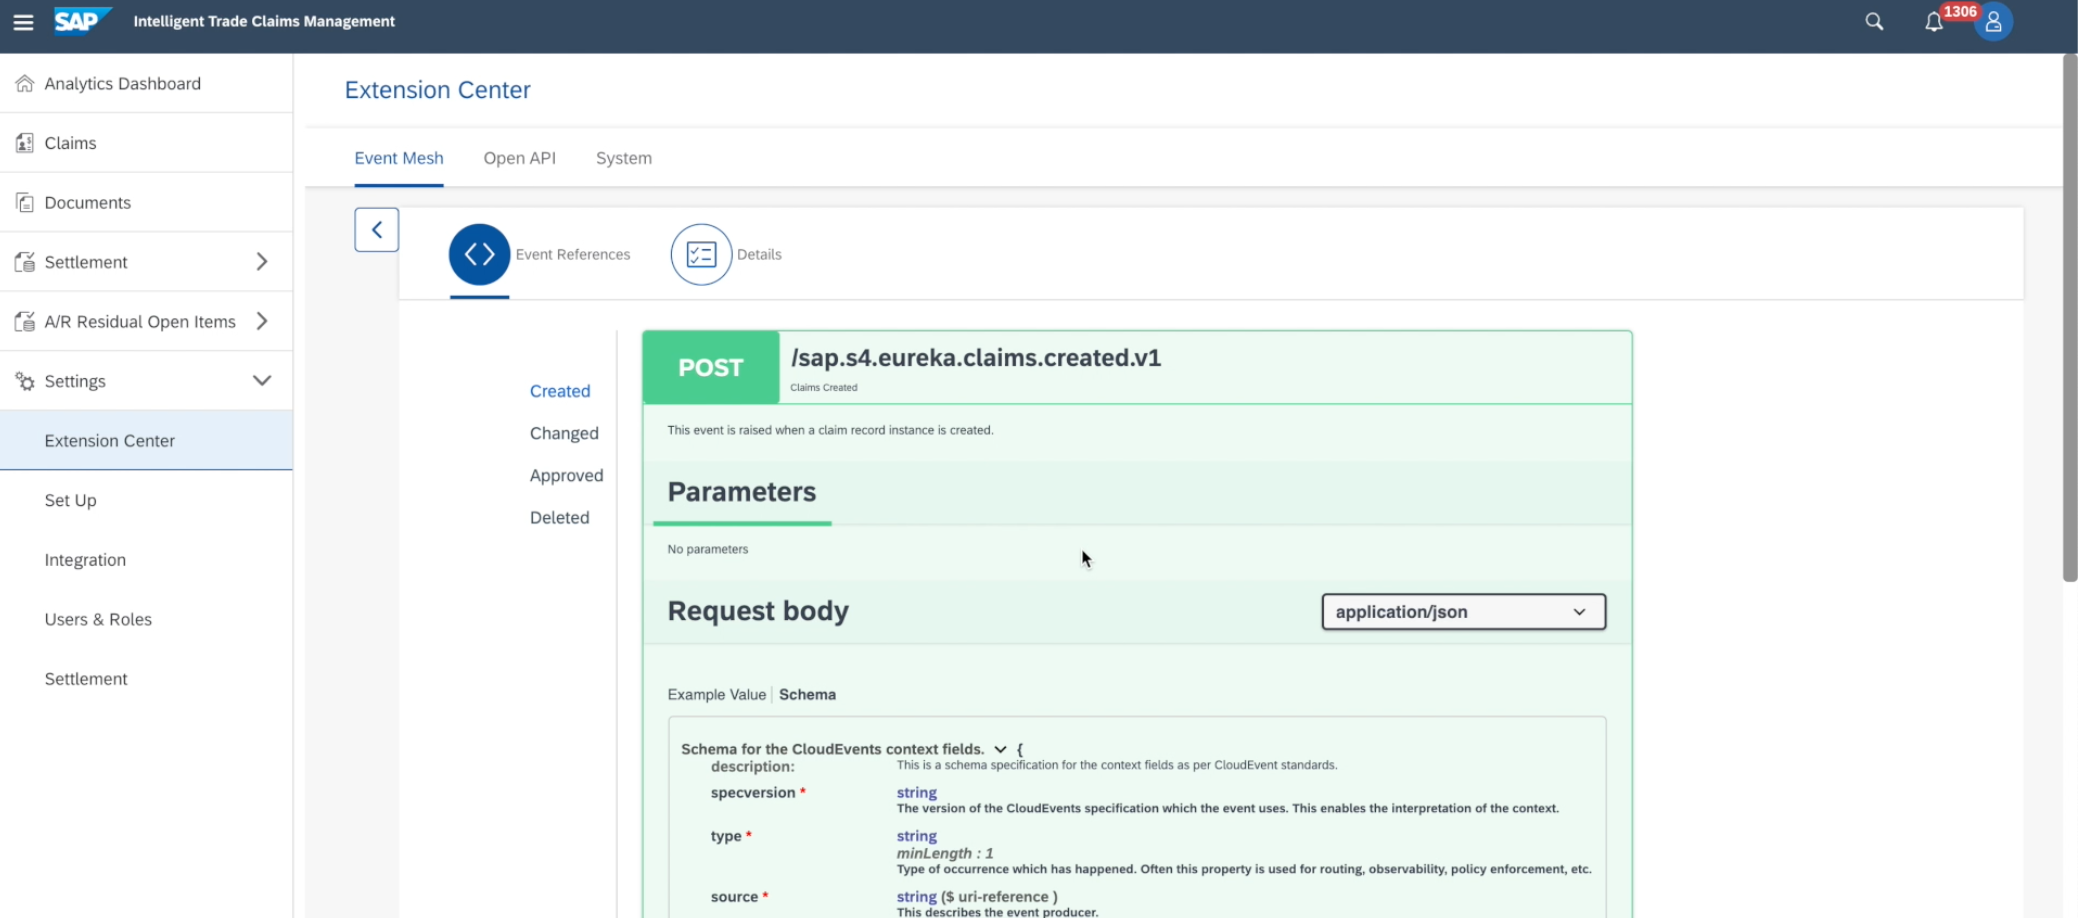 SAP Intelligent Trade Claims Management
1306
Analytics Dashboard
Claims
Documents
Settlement
A/R Residual Open Items
Settings
Extension Center
Set Up
Integration
Users & Roles
Settlement
Extension Center
Event Mesh Open API System
Event References Details
Created
Changed
Approved
Deleted
POST /sap.s4.eureka.claims.created.v1
Claims Created
This event is raised when a claim record instance is created.
Parameters
No parameters
Request body application/json
Example Value Schema
Schema for the CloudEvents context fields. {
description: This is a schema specification for the context fields as per CloudEvent standards.
specversion * string
The version of the CloudEvents specification which the event uses. This enables the interpretation of the context.
type * string
minLength : 1
Type of occurrence which has happened. Often this property is used for routing, observability, policy enforcement, etc.
source * string ($ uri-reference )
This describes the event producer.